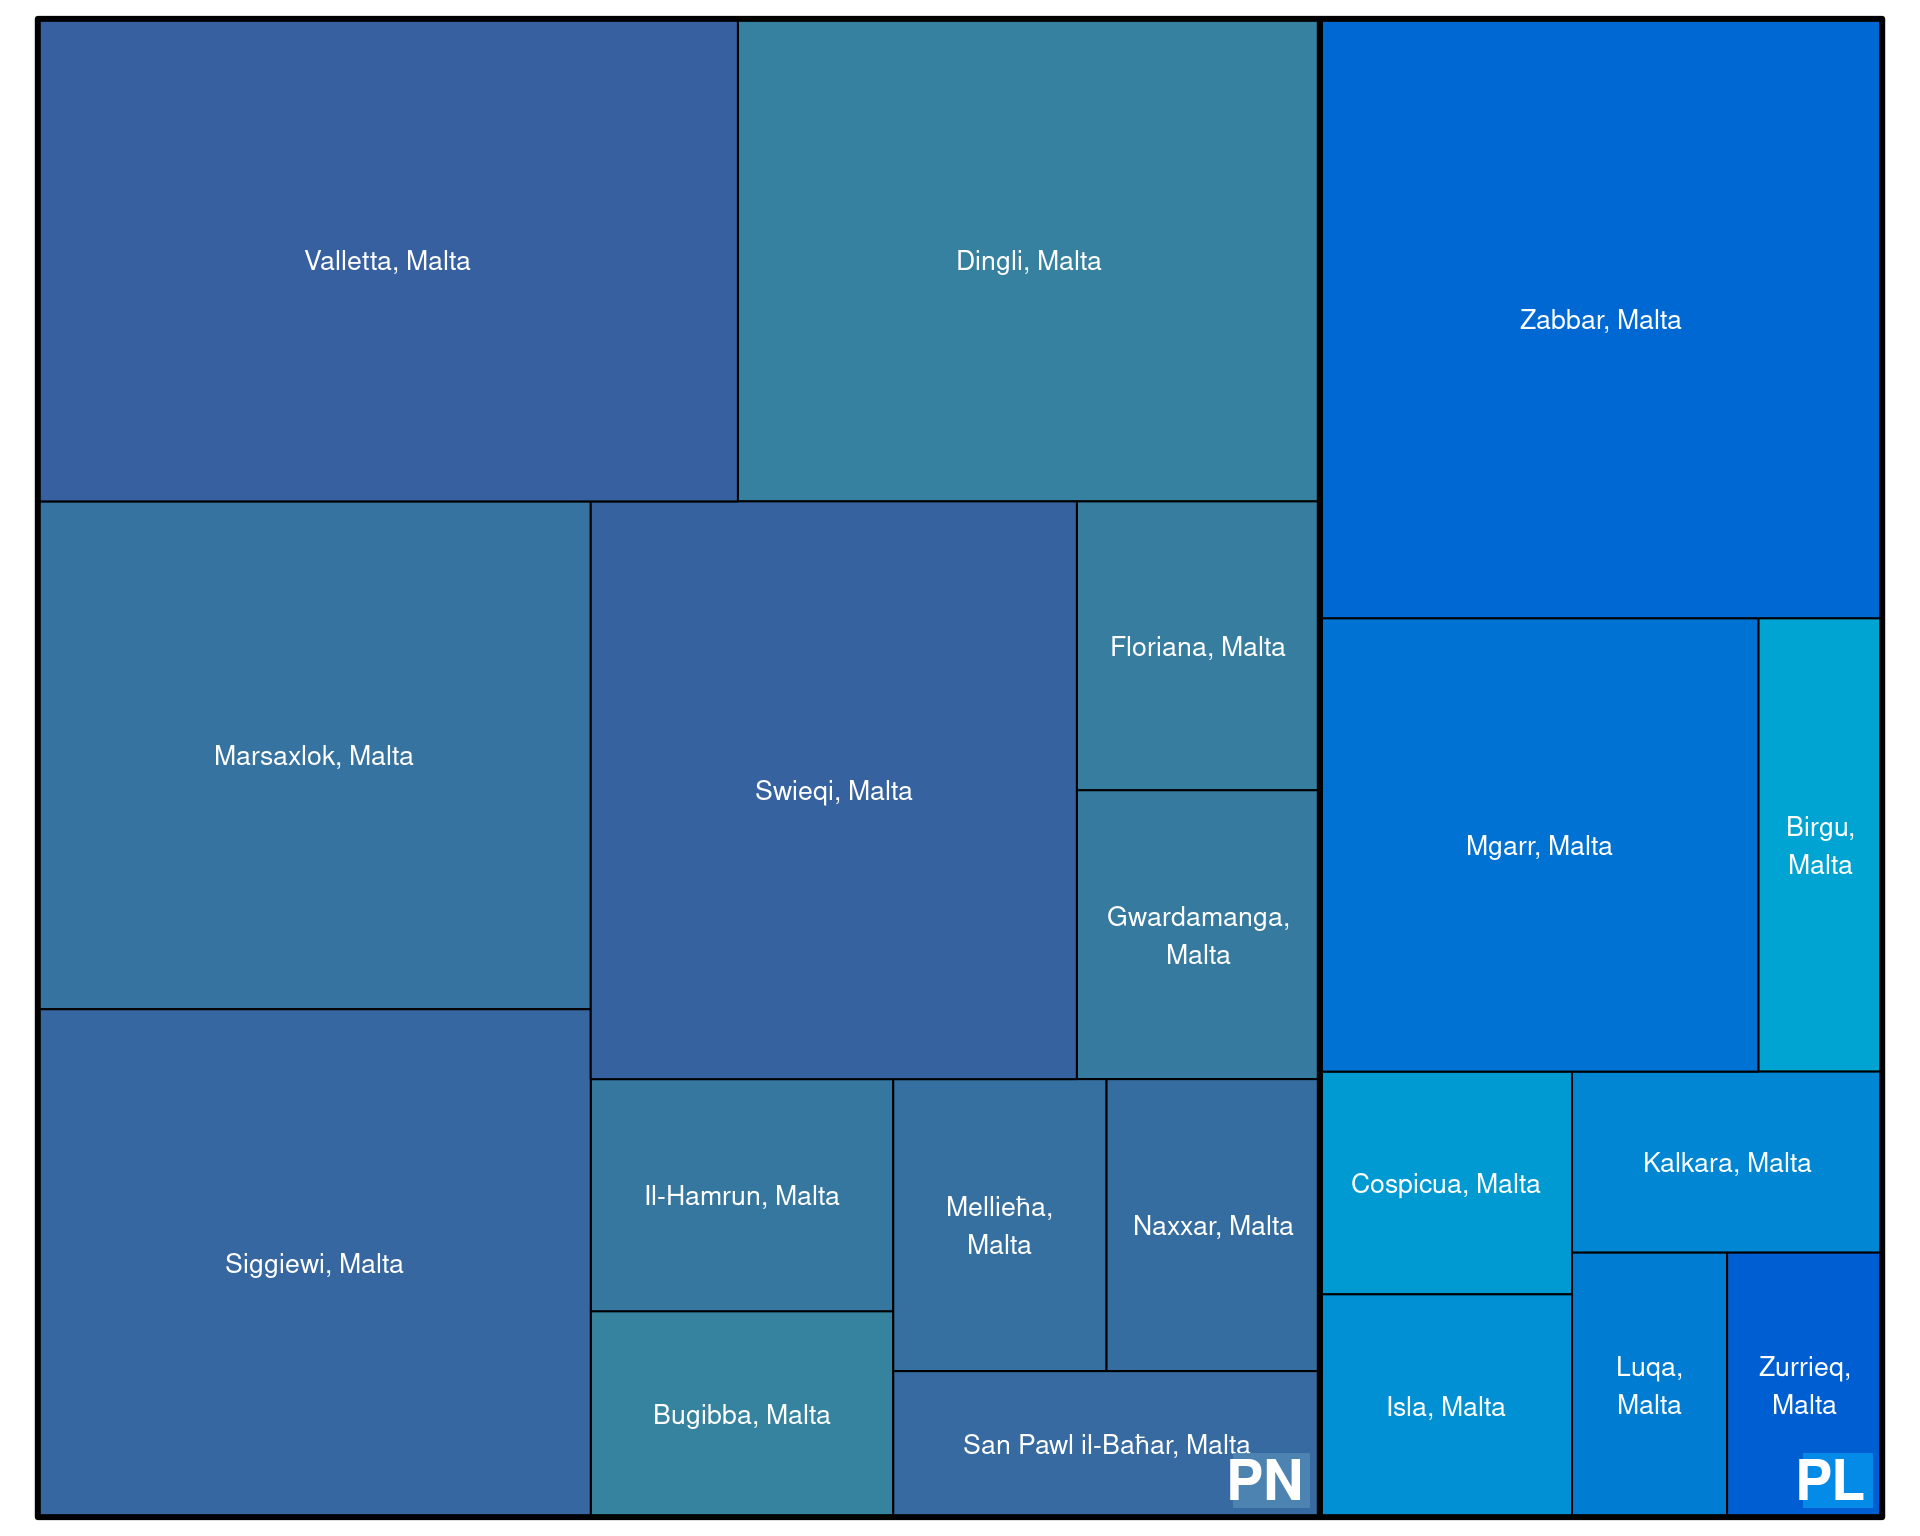 Valletta, Malta
Dingli, Malta
Zabbar, Malta
Marsaxlok, Malta
Swieqi, Malta
Floriana, Malta
Gwardamanga,
Malta
Mgarr, Malta
Birgu,
Malta
Siggiewi, Malta
Il-Hamrun, Malta
Mellieħa,
Malta
Naxxar, Malta
Bugibba, Malta
San Pawl il-Baħar, Malta
PN
Cospicua, Malta
Kalkara, Malta
Isla, Malta
Luqa,
Malta
Zurrieq,
Malta
PL